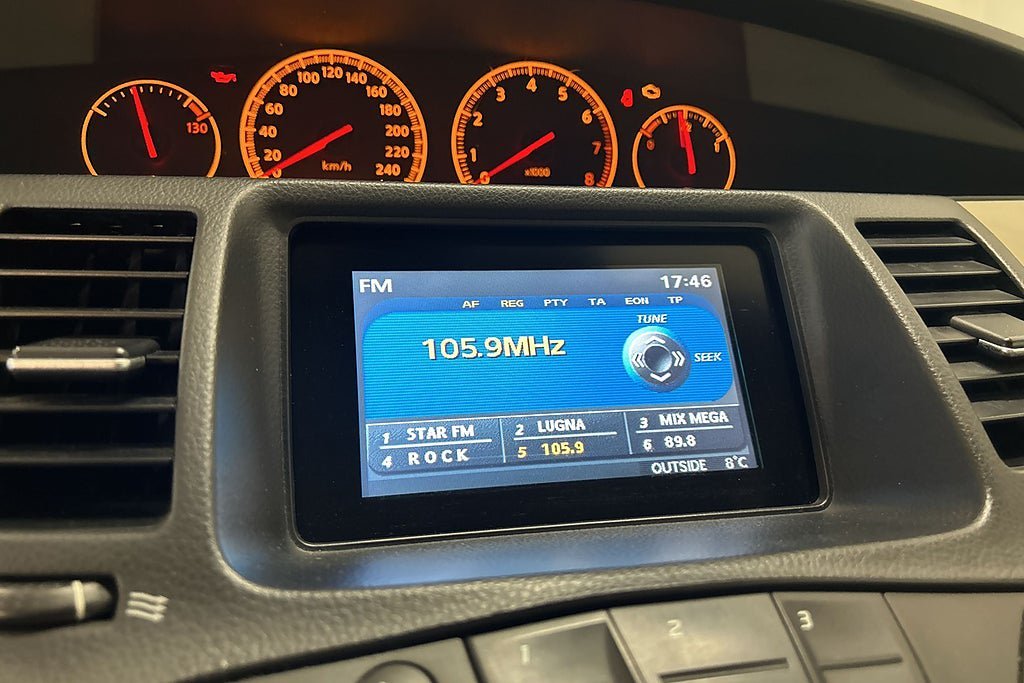 130
20 40 60 80 100 120 140 160 180 200 220 240
km/h
0 1 2 3 4 5 6 7 8
x1000
FM 17:46
AF REG PTY TA EON TP
TUNE
105.9MHz
SEEK
1 STAR FM 2 LUGNA 3 MIX MEGA
4 ROCK 5 105.9 6 89.8
OUTSIDE 8°C
1 2 3